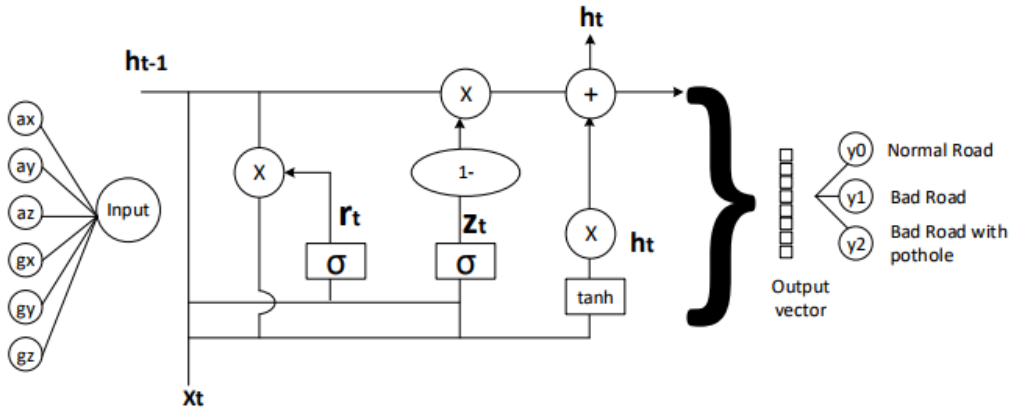 ht
ht-1
X
+
ax
ay
az
gx
gy
gz
Input
X
1-
rt
zt
σ
σ
X
ht
tanh
xt
Output
vector
y0
Normal Road
y1
Bad Road
y2
Bad Road with
pothole